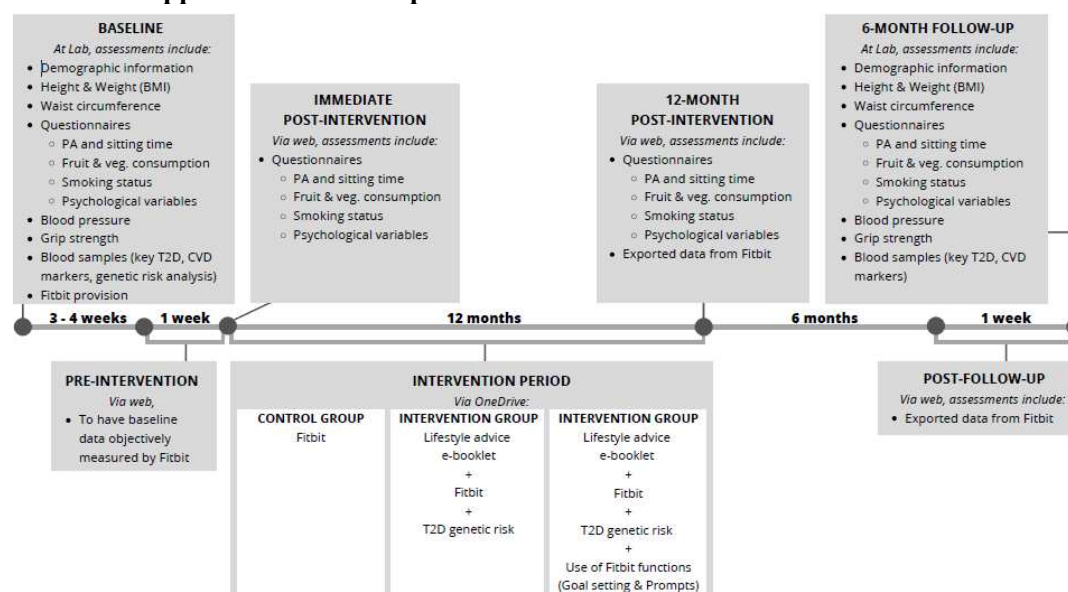 BASELINE
At Lab, assessments include:
• Demographic information
• Height & Weight (BMI)
• Waist circumference
• Questionnaires
◦ PA and sitting time
◦ Fruit & veg. consumption
◦ Smoking status
◦ Psychological variables
• Blood pressure
• Grip strength
• Blood samples (key T2D, CVD
markers, genetic risk analysis)
• Fitbit provision
IMMEDIATE
POST-INTERVENTION
Via web, assessments include:
• Questionnaires
◦ PA and sitting time
◦ Fruit & veg. consumption
◦ Smoking status
◦ Psychological variables
12-MONTH
POST-INTERVENTION
Via web, assessments include:
• Questionnaires
◦ PA and sitting time
◦ Fruit & veg. consumption
◦ Smoking status
◦ Psychological variables
• Exported data from Fitbit
6-MONTH FOLLOW-UP
At Lab, assessments include:
• Demographic information
• Height & Weight (BMI)
• Waist circumference
• Questionnaires
◦ PA and sitting time
◦ Fruit & veg. consumption
◦ Smoking status
◦ Psychological variables
• Blood pressure
• Grip strength
• Blood samples (key T2D, CVD
markers)
3 - 4 weeks
1 week
12 months
6 months
1 week
PRE-INTERVENTION
Via web,
• To have baseline
data objectively
measured by Fitbit
INTERVENTION PERIOD
Via OneDrive:
CONTROL GROUP
Fitbit
INTERVENTION GROUP
Lifestyle advice
e-booklet
+
Fitbit
+
T2D genetic risk
INTERVENTION GROUP
Lifestyle advice
e-booklet
+
Fitbit
+
T2D genetic risk
+
Use of Fitbit functions
(Goal setting & Prompts)
POST-FOLLOW-UP
Via web, assessments include:
• Exported data from Fitbit